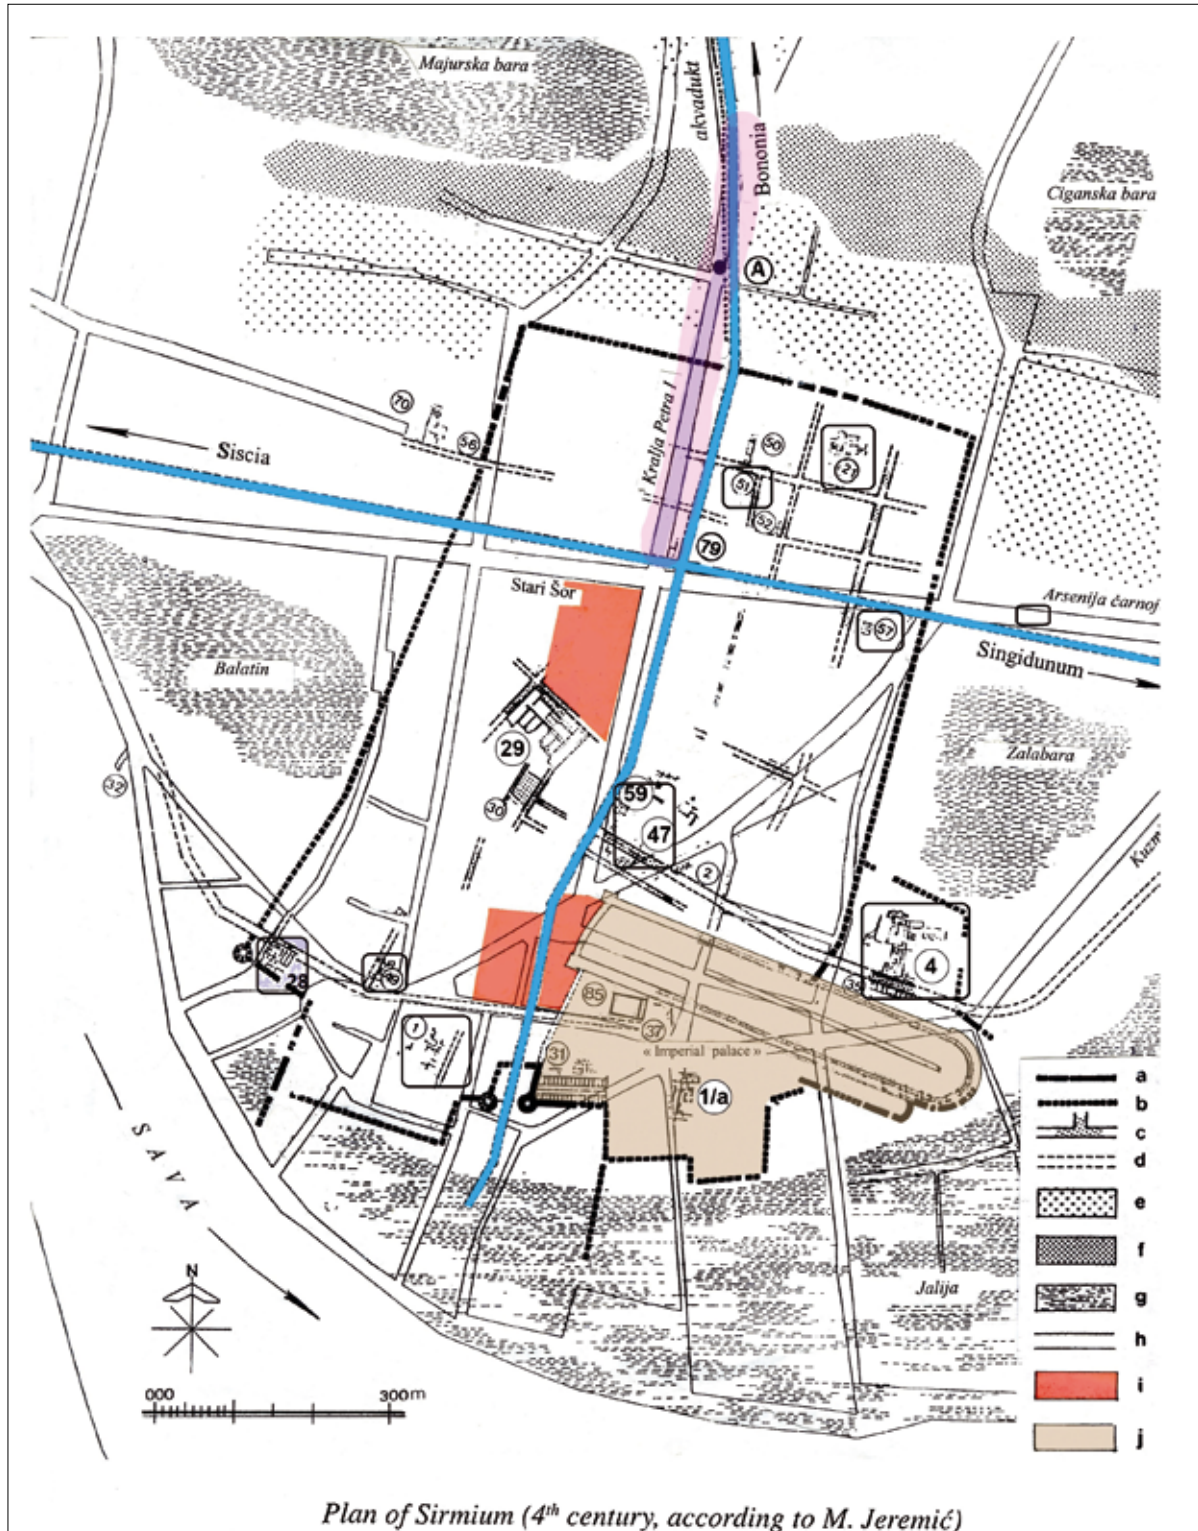 Majurska bara
akvadukt
Bononia
Ciganska bara
A
70
56
Siscia
Kralja Petra I
50
21
51
52
79
Stari Šor
Arsenija čarnoj
57
Singidunum
Balatin
Zalabara
29
32
30
59
47
2
Kuzm
4
28
85
37
« Imperial palace »
1
31
1/a
SAVA
N
Jalija
000 300m
a
b
c
d
e
f
g
h
i
j
Plan of Sirmium (4th century, according to M. Jeremić)